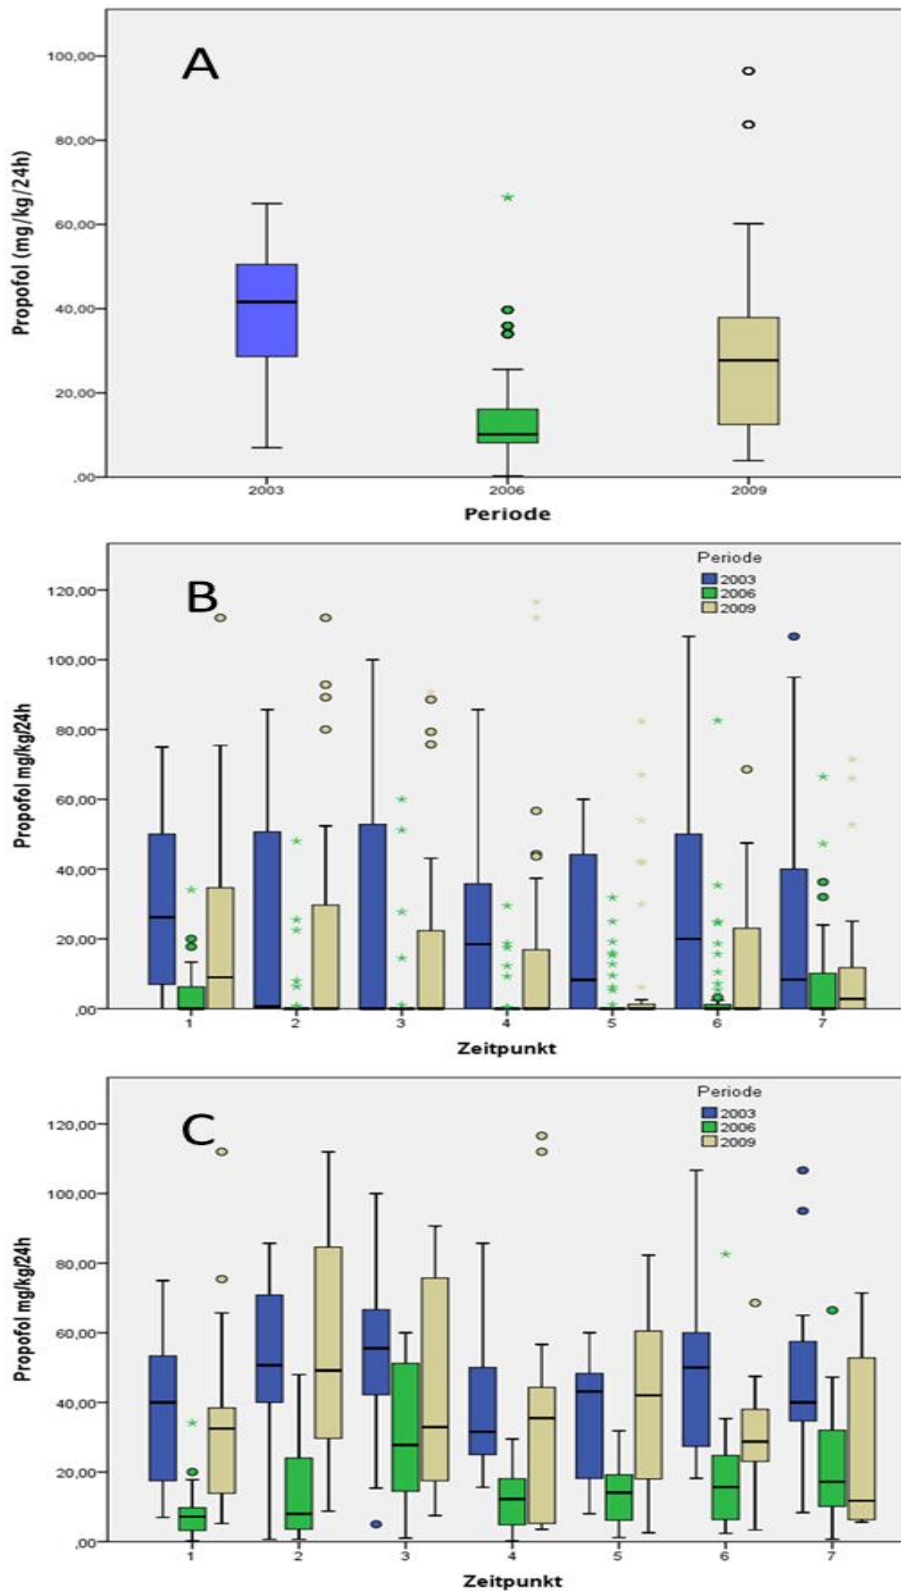 A
Propofol (mg/kg/24h)
100,00
80,00
60,00
40,00
20,00
,00
2003 2006 2009
Periode
B
Periode
2003
2006
2009
Propofol mg/kg/24h
120,00
100,00
80,00
60,00
40,00
20,00
,00
1 2 3 4 5 6 7
Zeitpunkt
C
Periode
2003
2006
2009
Propofol mg/kg/24h
120,00
100,00
80,00
60,00
40,00
20,00
,00
1 2 3 4 5 6 7
Zeitpunkt